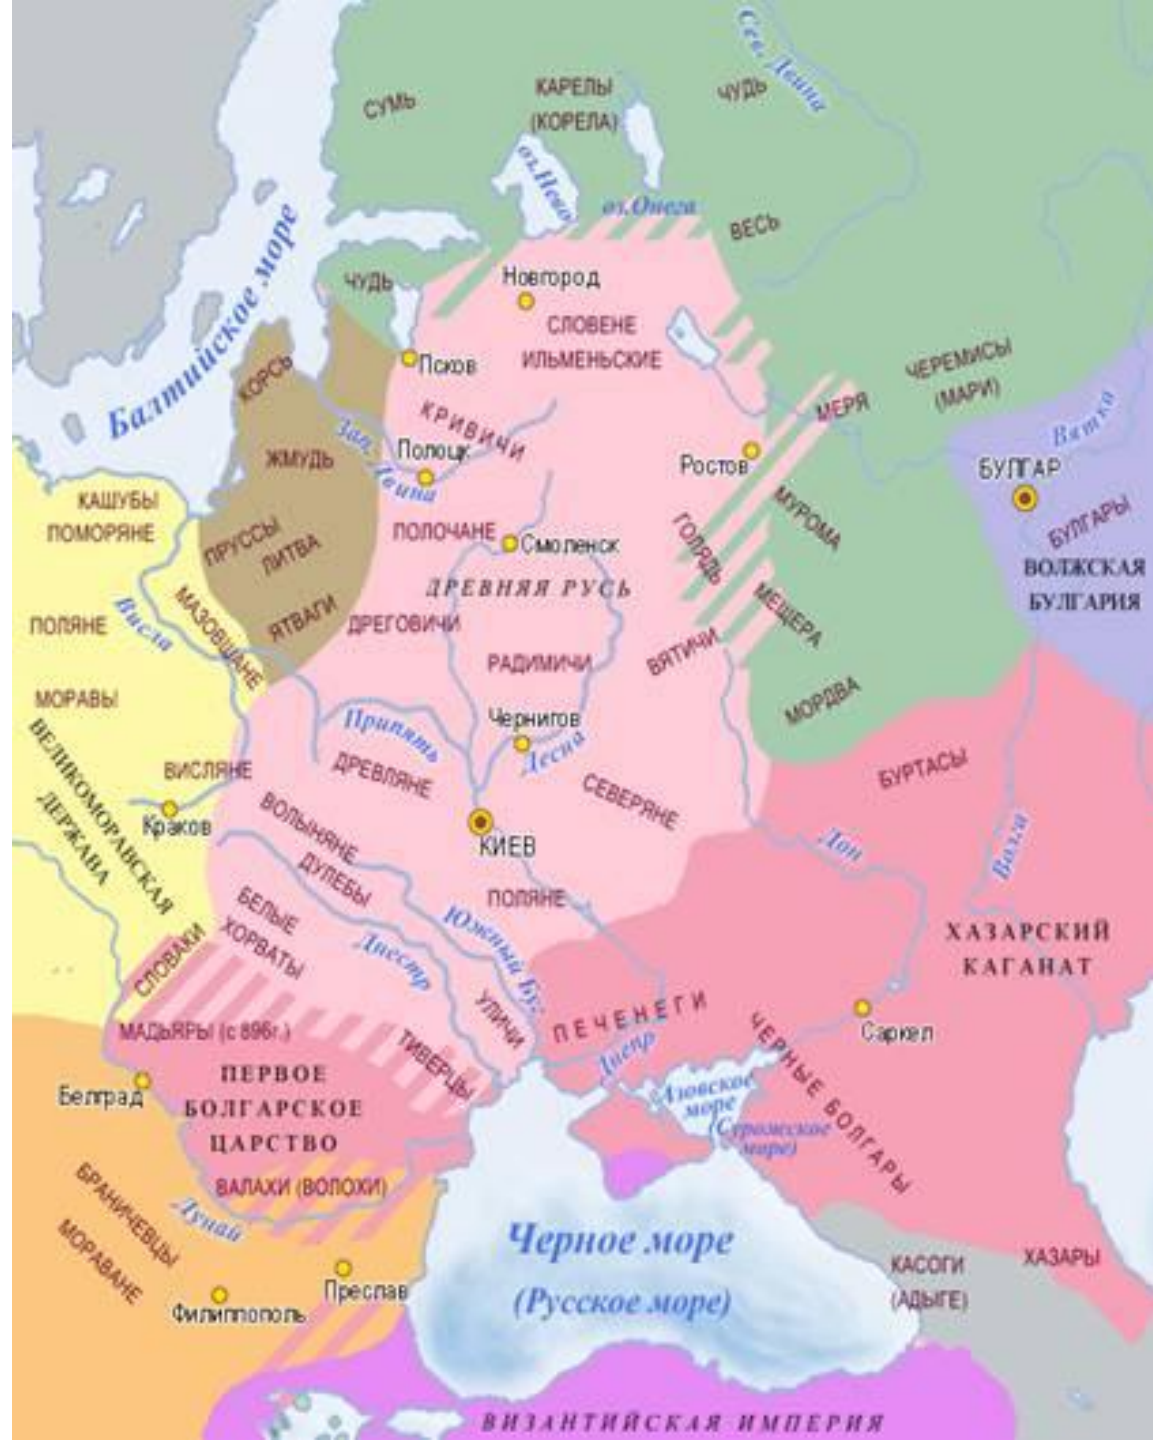 Сев. Двина
СУМЬ
КАРЕЛЫ
(КОРЕЛА)
ЧУДЬ
оз.Нево
оз.Онега
ВЕСЬ
Балтийское море
ЧУДЬ
Новгород
СЛОВЕНЕ
ИЛЬМЕНЬСКИЕ
Псков
КОРСЬ
КРИВИЧИ
ЧЕРЕМИСЫ
(МАРИ)
МЕРЯ
Вятка
Зап. Двина
Полоцк
Ростов
БУЛГАР
БУЛГАРЫ
ВОЛЖСКАЯ
БУЛГАРИЯ
ЖМУДЬ
КАШУБЫ
ПОМОРЯНЕ
ПРУССЫ
ЛИТВА
ПОЛОЧАНЕ
Смоленск
ГОЛЯДЬ
МУРОМА
ДРЕВНЯЯ РУСЬ
МЕЩЕРА
Висла
МАЗОВШАНЕ
ЯТВАГИ
ПОЛЯНЕ
ДРЕГОВИЧИ
РАДИМИЧИ
ВЯТИЧИ
МОРДВА
МОРАВЫ
Припять
Чернигов
Десна
ВЕЛИКОМОРАВСКАЯ
ДЕРЖАВА
ВИСЛЯНЕ
ДРЕВЛЯНЕ
СЕВЕРЯНЕ
БУРТАСЫ
Краков
ВОЛЫНЯНЕ
ДУЛЕБЫ
КИЕВ
Дон
Волга
ПОЛЯНЕ
БЕЛЫЕ
ХОРВАТЫ
Днестр
Южный Буг
УЛИЧИ
ХАЗАРСКИЙ
КАГАНАТ
СЛОВАКИ
МАДЬЯРЫ (с 896г.)
ТИВЕРЦЫ
ПЕЧЕНЕГИ
Днепр
Саркел
ЧЕРНЫЕ БОЛГАРЫ
Белград
ПЕРВОЕ
БОЛГАРСКОЕ
ЦАРСТВО
Азовское
море
(Сурожское
море)
ВАЛАХИ (ВОЛОХИ)
Дунай
БРАНИЧЕВЦЫ
МОРАВАНЕ
Черное море
(Русское море)
КАСОГИ
(АДЫГЕ)
ХАЗАРЫ
Преслав
Филиппополь
ВИЗАНТИЙСКАЯ ИМПЕРИЯ